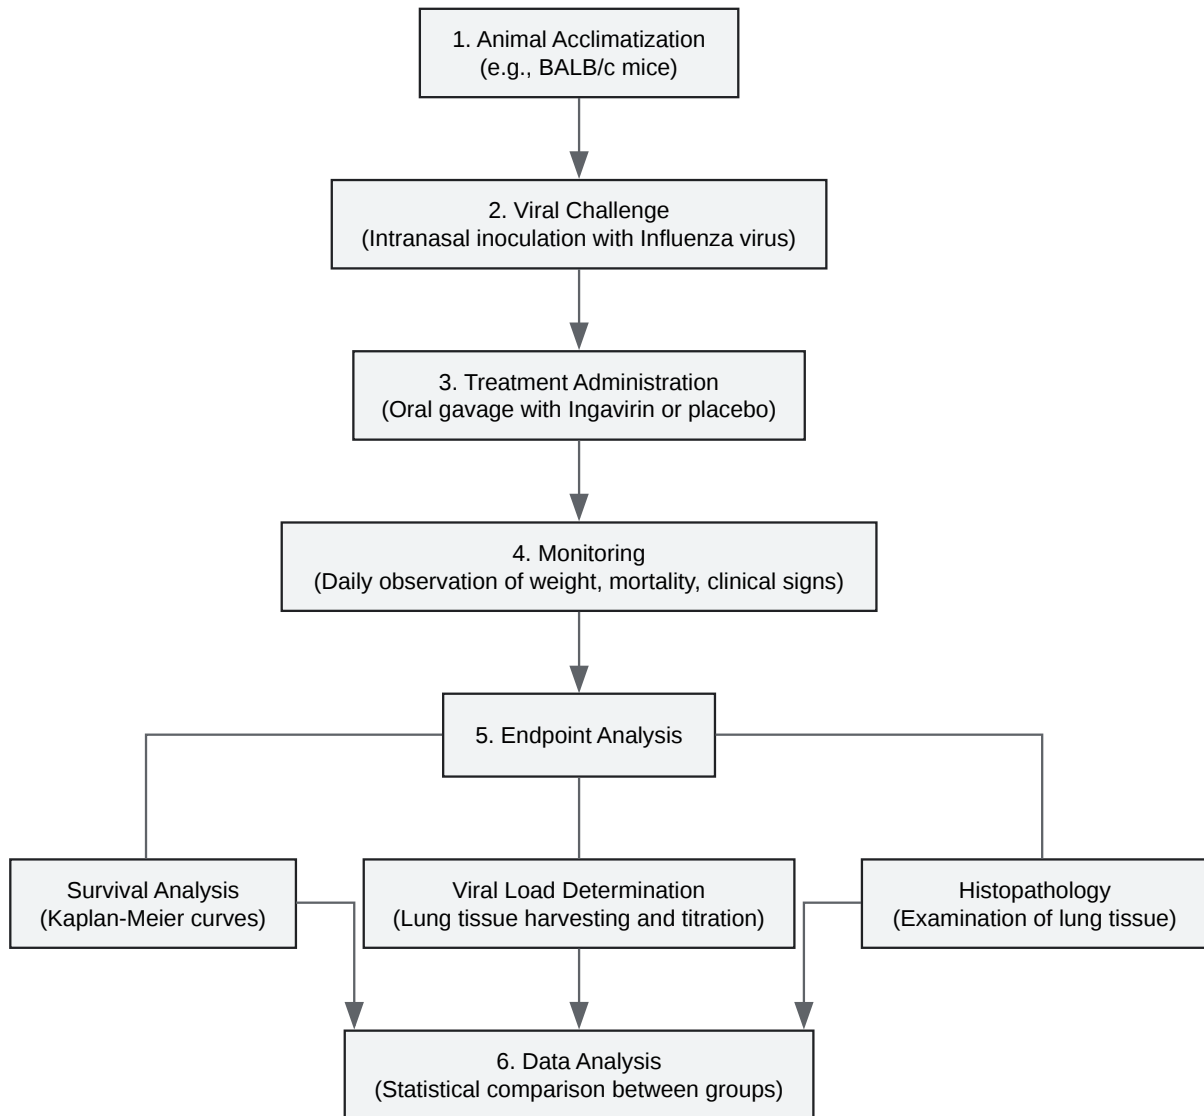 1. Animal Acclimatization
(e.g., BALB/c mice)
2. Viral Challenge
(Intranasal inoculation with Influenza virus)
3. Treatment Administration
(Oral gavage with Ingavirin or placebo)
4. Monitoring
(Daily observation of weight, mortality, clinical signs)
5. Endpoint Analysis
Survival Analysis
(Kaplan-Meier curves)
Viral Load Determination
(Lung tissue harvesting and titration)
Histopathology
(Examination of lung tissue)
6. Data Analysis
(Statistical comparison between groups)